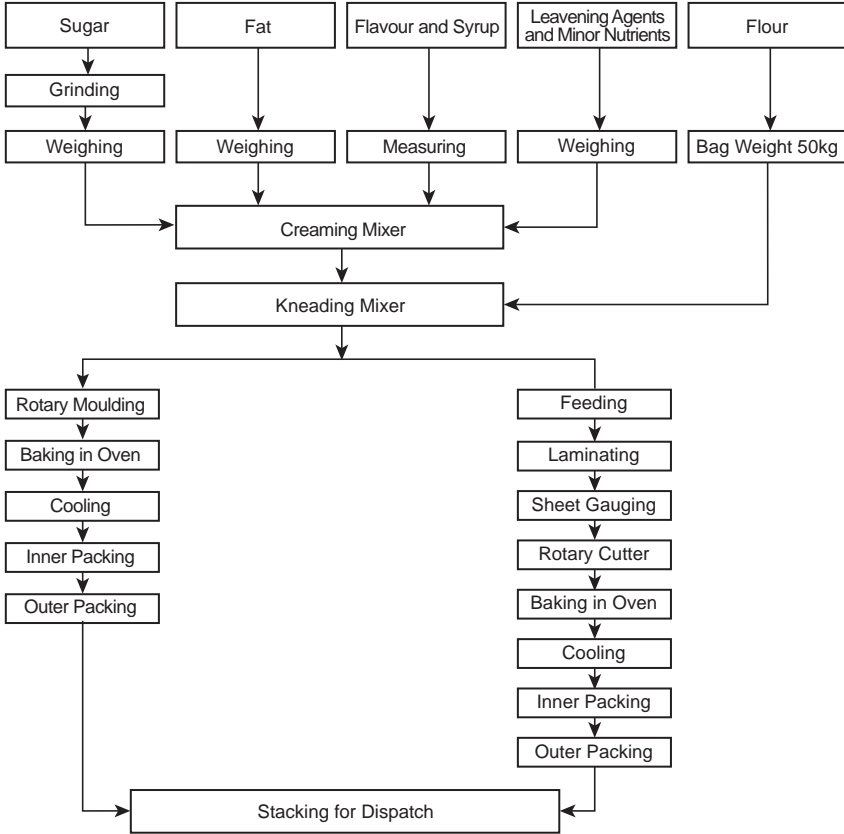 Sugar
Fat
Flavour and Syrup
Leavening Agents
and Minor Nutrients
Flour
Grinding
Weighing
Weighing
Measuring
Weighing
Bag Weight 50kg
Creaming Mixer
Kneading Mixer
Rotary Moulding
Baking in Oven
Cooling
Inner Packing
Outer Packing
Feeding
Laminating
Sheet Gauging
Rotary Cutter
Baking in Oven
Cooling
Inner Packing
Outer Packing
Stacking for Dispatch